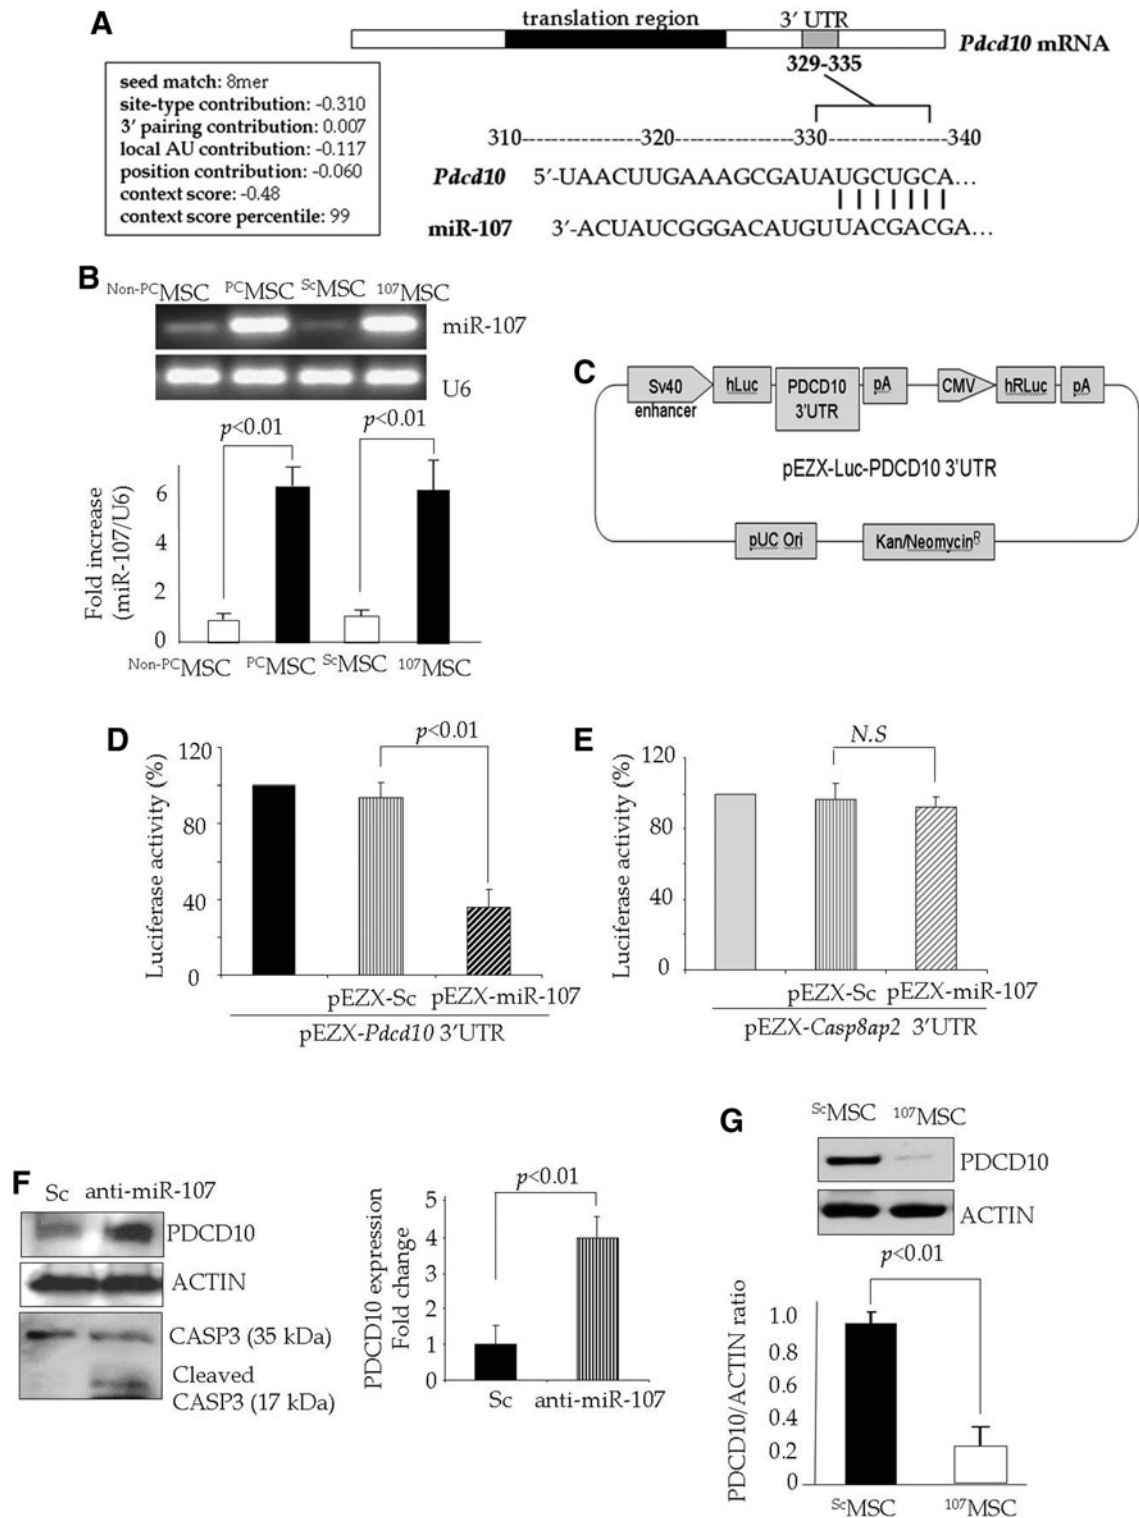 A
translation region
3′ UTR
Pdcd10 mRNA
329-335
seed match: 8mer
site-type contribution: -0.310
3′ pairing contribution: 0.007
local AU contribution: -0.117
position contribution: -0.060
context score: -0.48
context score percentile: 99
310------------320------------330------------340
Pdcd10 5′-UAACUUGAAAGCGAUAUGCUGCA...
miR-107 3′-ACUAUCGGGACAUGUUACGACGA...
B
Non-PCMSC PCMSC ScMSC 107MSC
miR-107
U6
p<0.01
p<0.01
Fold increase
(miR-107/U6)
6
4
2
0
Non-PCMSC PCMSC ScMSC 107MSC
C
Sv40
enhancer
hLuc
PDCD10
3'UTR
pA
CMV
hRLuc
pA
pEZX-Luc-PDCD10 3'UTR
pUC Ori
Kan/NeomycinR
D
p<0.01
Luciferase activity (%)
120
80
40
0
pEZX-Sc pEZX-miR-107
pEZX-Pdcd10 3′UTR
E
N.S
Luciferase activity (%)
120
80
40
0
pEZX-Sc pEZX-miR-107
pEZX-Casp8ap2 3′UTR
F
Sc anti-miR-107
PDCD10
ACTIN
CASP3 (35 kDa)
Cleaved
CASP3 (17 kDa)
p<0.01
PDCD10 expression
Fold change
5
4
3
2
1
0
Sc anti-miR-107
G
ScMSC 107MSC
PDCD10
ACTIN
p<0.01
PDCD10/ACTIN ratio
1.0
0.8
0.6
0.4
0.2
0
ScMSC 107MSC